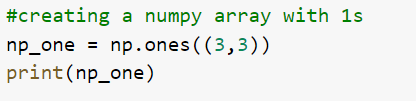 #creating a numpy array with 1s
np_one = np.ones((3,3))
print(np_one)